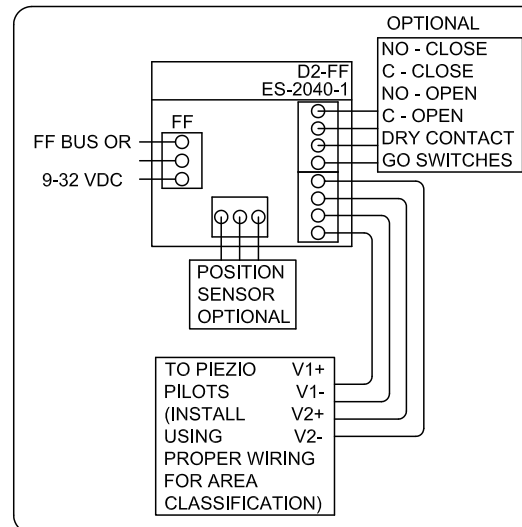 OPTIONAL
NO - CLOSE
C - CLOSE
NO - OPEN
C - OPEN
DRY CONTACT
GO SWITCHES
D2-FF
ES-2040-1
FF
FF BUS OR
9-32 VDC
POSITION
SENSOR
OPTIONAL
TO PIEZIO V1+
PILOTS V1-
(INSTALL V2+
USING V2-
PROPER WIRING
FOR AREA
CLASSIFICATION)